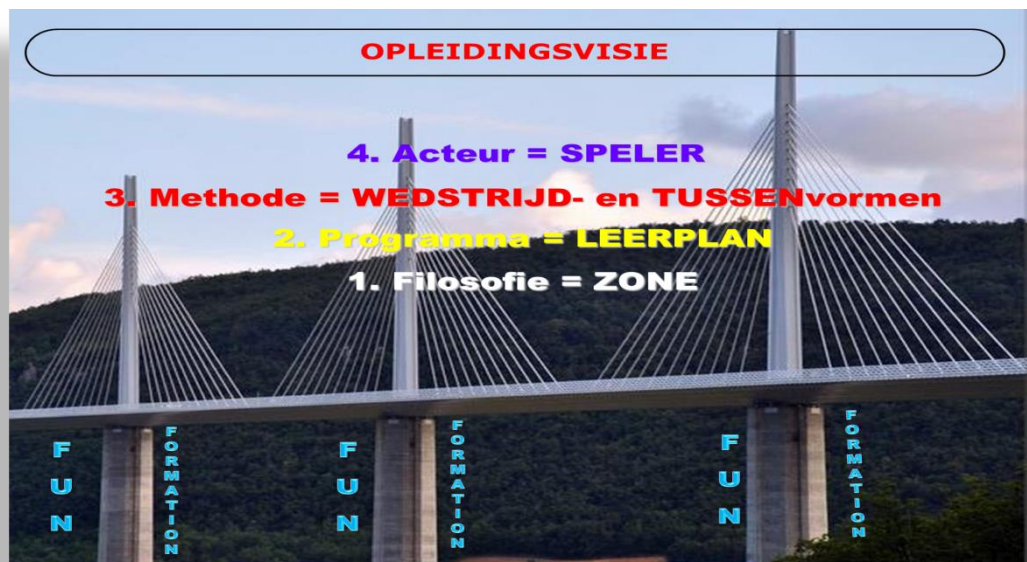 OPLEIDINGSVISIE
4. Acteur = SPELER
3. Methode = WEDSTRIJD- en TUSSENvormen
2. Programma = LEERPLAN
1. Filosofie = ZONE
FUN
FORMATION
FUN
FORMATION
FUN
FORMATION